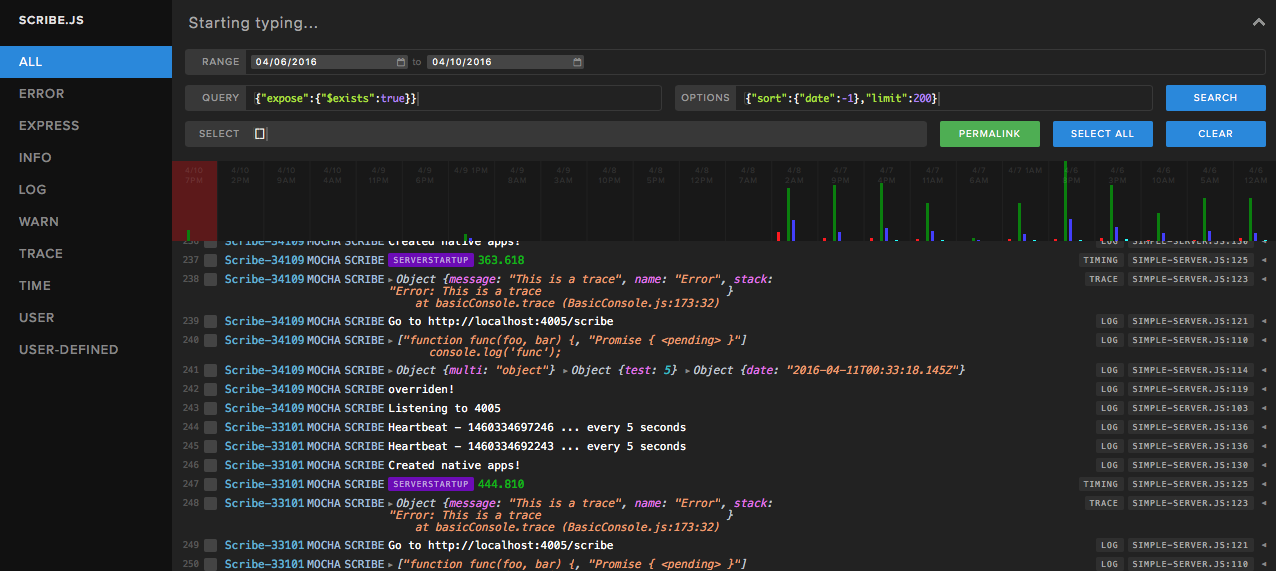 SCRIBE.JS
ALL
ERROR
EXPRESS
INFO
LOG
WARN
TRACE
TIME
USER
USER-DEFINED
Starting typing...
RANGE 04/06/2016 to 04/10/2016
QUERY {"expose":{"$exists":true}} OPTIONS {"sort":{"date":-1},"limit":200} SEARCH
SELECT [] PERMALINK SELECT ALL CLEAR
4/10 4/10 4/10 4/10 4/9 4/9 4/9 1PM 4/9 4/8 4/8 4/8 4/8 4/8 4/8 4/7 4/7 4/7 4/7 4/7 1AM 4/6 4/6 4/6 4/6 4/6
7PM 4AM 11PM 6PM 8AM 2AM 10PM 12PM 7AM 2AM 9PM 4PM 11AM 6AM 3PM 10AM 5AM 12AM
236 Scribe-34109 MOCHA SCRIBE Created native apps! LOG SIMPLE-SERVER.JS:130
237 Scribe-34109 MOCHA SCRIBE SERVERSTARTUP 363.618 TIMING SIMPLE-SERVER.JS:125
238 Scribe-34109 MOCHA SCRIBE ▸ Object {message: "This is a trace", name: "Error", stack: TRACE SIMPLE-SERVER.JS:123
"Error: This is a trace }
at basicConsole.trace (BasicConsole.js:173:32)
239 Scribe-34109 MOCHA SCRIBE Go to http://localhost:4005/scribe LOG SIMPLE-SERVER.JS:121
240 Scribe-34109 MOCHA SCRIBE ▸ ["function func(foo, bar) {, "Promise { <pending> }"] LOG SIMPLE-SERVER.JS:110
console.log('func');
241 Scribe-34109 MOCHA SCRIBE ▸ Object {multi: "object"} ▸ Object {test: 5} ▸ Object {date: "2016-04-11T00:33:18.145Z"} LOG SIMPLE-SERVER.JS:114
242 Scribe-34109 MOCHA SCRIBE overriden! LOG SIMPLE-SERVER.JS:119
243 Scribe-34109 MOCHA SCRIBE Listening to 4005 LOG SIMPLE-SERVER.JS:103
244 Scribe-33101 MOCHA SCRIBE Heartbeat - 1460334697246 ... every 5 seconds LOG SIMPLE-SERVER.JS:136
245 Scribe-33101 MOCHA SCRIBE Heartbeat - 1460334692243 ... every 5 seconds LOG SIMPLE-SERVER.JS:136
246 Scribe-33101 MOCHA SCRIBE Created native apps! LOG SIMPLE-SERVER.JS:130
247 Scribe-33101 MOCHA SCRIBE SERVERSTARTUP 444.810 TIMING SIMPLE-SERVER.JS:125
248 Scribe-33101 MOCHA SCRIBE ▸ Object {message: "This is a trace", name: "Error", stack: TRACE SIMPLE-SERVER.JS:123
"Error: This is a trace }
at basicConsole.trace (BasicConsole.js:173:32)
249 Scribe-33101 MOCHA SCRIBE Go to http://localhost:4005/scribe LOG SIMPLE-SERVER.JS:121
250 Scribe-33101 MOCHA SCRIBE ▸ ["function func(foo, bar) {, "Promise { <pending> }"] LOG SIMPLE-SERVER.JS:110